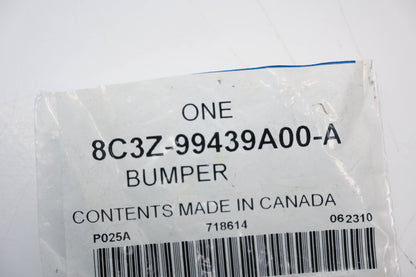 ONE
8C3Z-99439A00-A
BUMPER
CONTENTS MADE IN CANADA
P025A 718614 062310